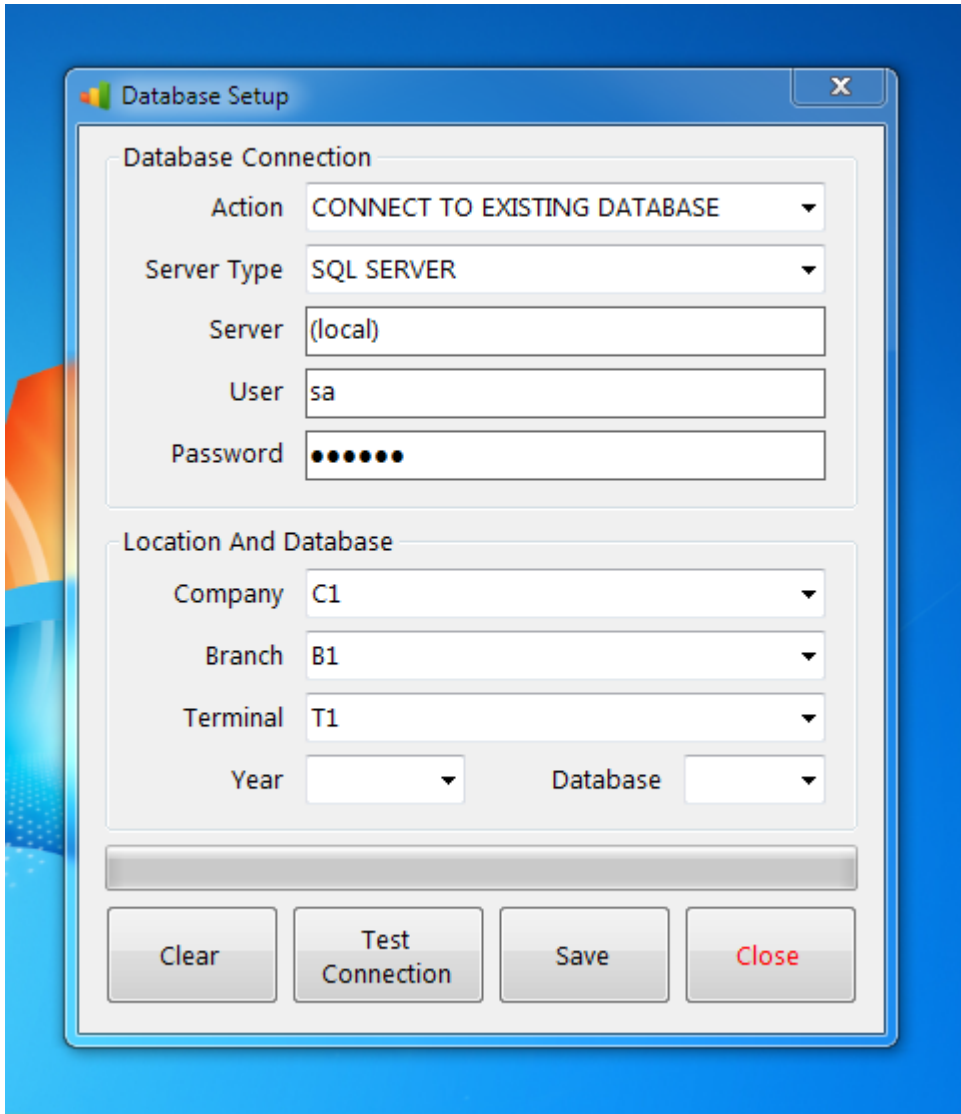 Database Setup
Database Connection
Action CONNECT TO EXISTING DATABASE
Server Type SQL SERVER
Server (local)
User sa
Password ●●●●●●
Location And Database
Company C1
Branch B1
Terminal T1
Year Database
Clear Test Connection Save Close